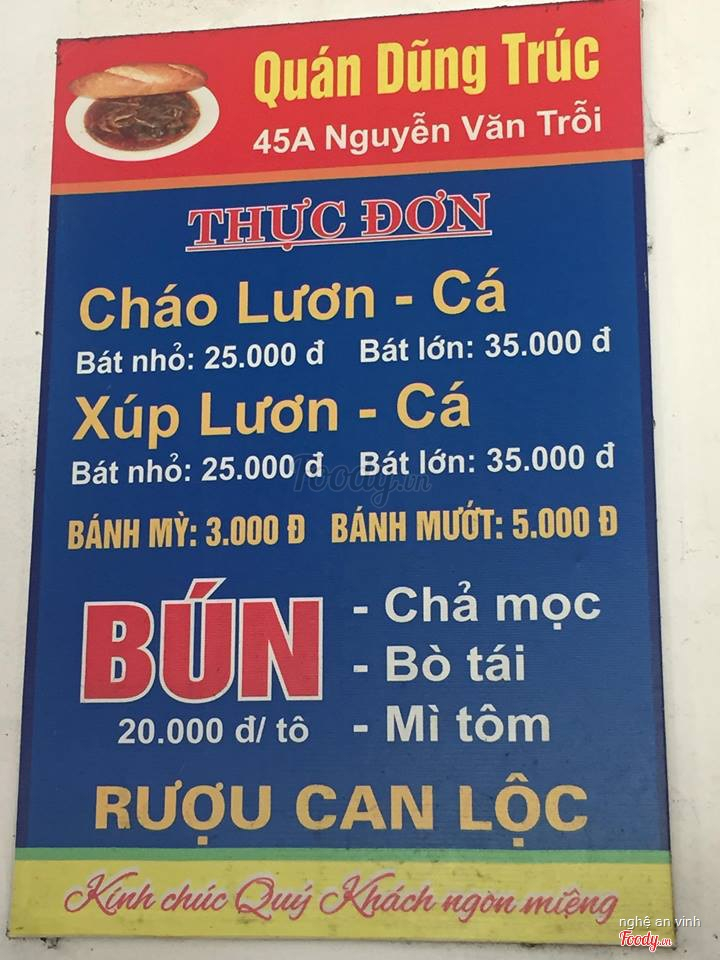 Quán Dũng Trúc
45A Nguyễn Văn Trỗi
THỰC ĐƠN
Cháo Lươn - Cá
Bát nhỏ: 25.000 đ Bát lớn: 35.000 đ
Xúp Lươn - Cá
Bát nhỏ: 25.000 đ Bát lớn: 35.000 đ
Foody.vn
BÁNH MỲ: 3.000 Đ BÁNH MƯỚT: 5.000 Đ
BÚN
20.000 đ/ tô
- Chả mọc
- Bò tái
- Mì tôm
RƯỢU CAN LỘC
Kính chúc Quý Khách ngon miệng
nghệ an vinh
Foody.vn